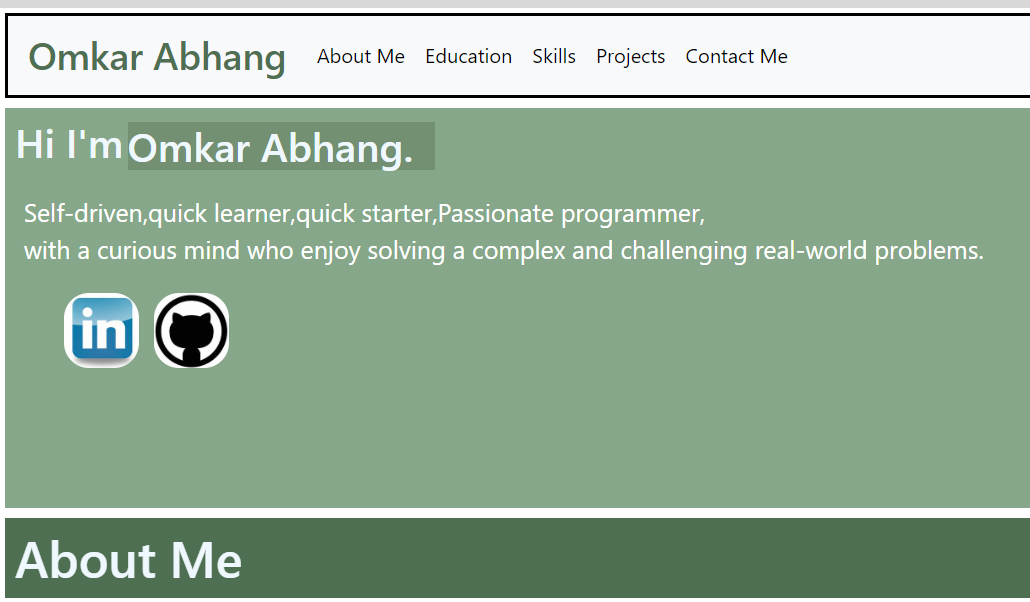 Omkar Abhang About Me Education Skills Projects Contact Me
Hi I'm Omkar Abhang.
Self-driven,quick learner,quick starter,Passionate programmer,
with a curious mind who enjoy solving a complex and challenging real-world problems.
in
About Me